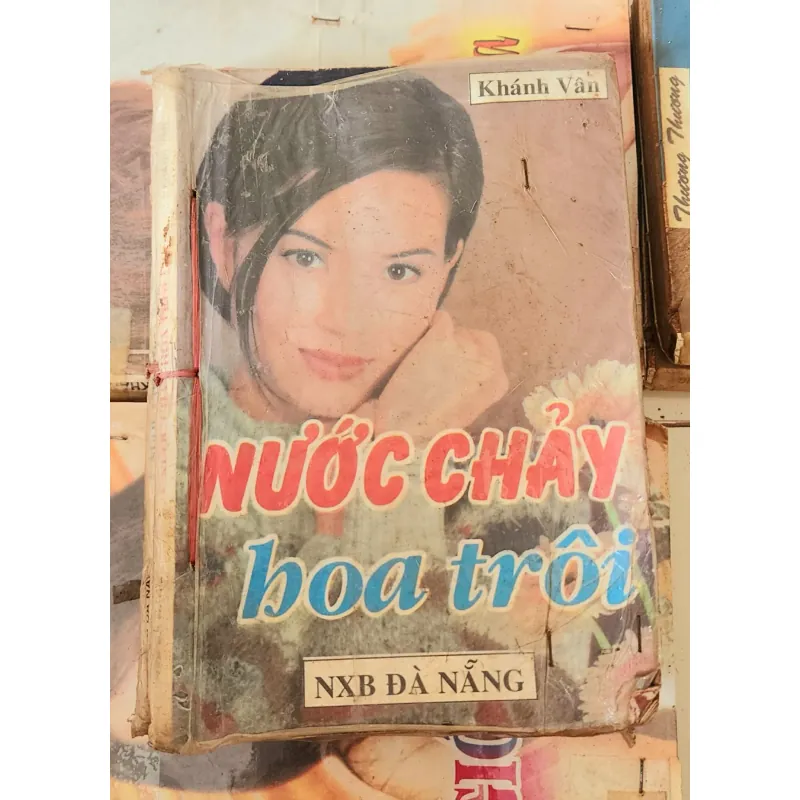 Khánh Vân
NƯỚC CHẢY
hoa trôi
NXB ĐÀ NẴNG
Thương Thương